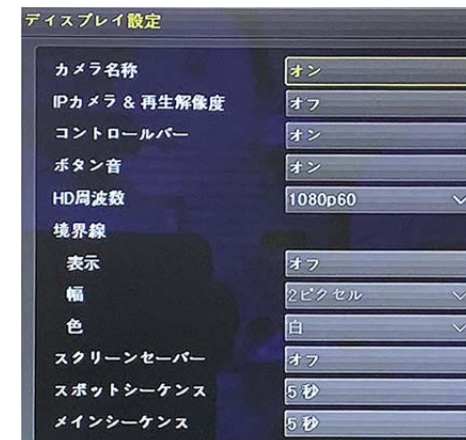 ディスプレイ設定
カメラ名称 オン
IPカメラ & 再生解像度 オフ
コントロールバー オン
ボタン音 オン
HD周波数 1080p60
境界線
表示 オフ
幅 2ピクセル
色 白
スクリーンセーバー オフ
スポットシーケンス 5秒
メインシーケンス 5秒